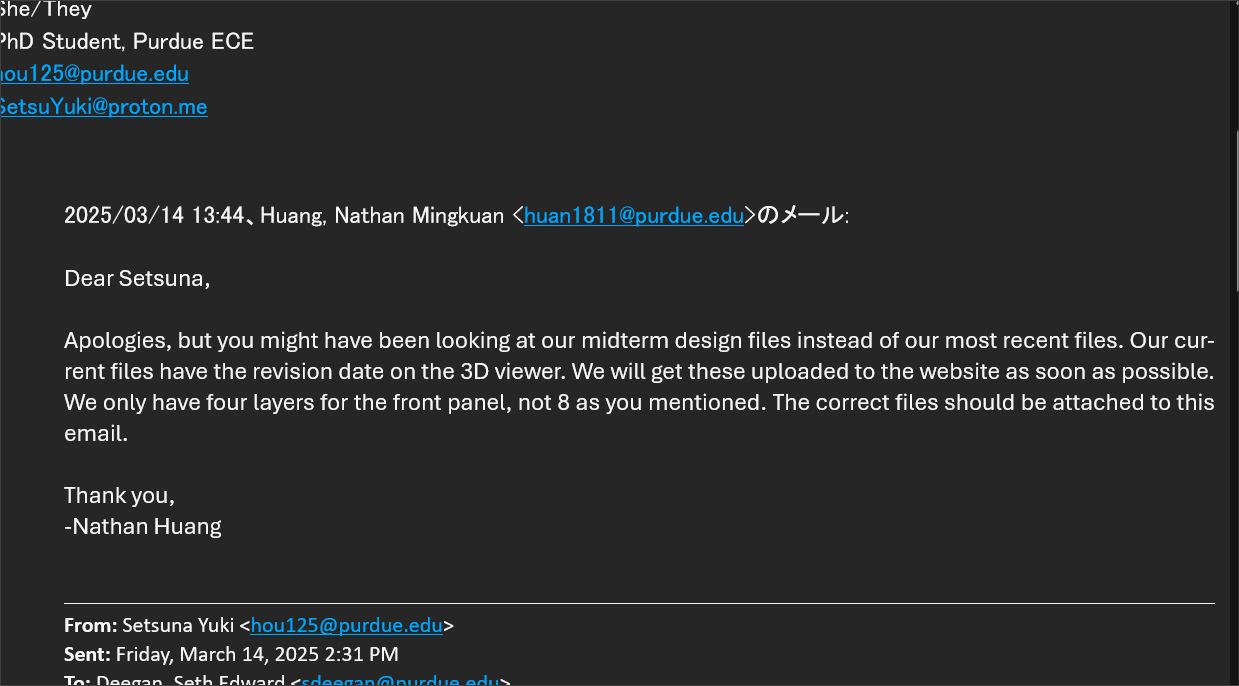 She/They
PhD Student, Purdue ECE
hou125@purdue.edu
SetsuYuki@proton.me
2025/03/14 13:44、Huang, Nathan Mingkuan <huan1811@purdue.edu>のメール:
Dear Setsuna,
Apologies, but you might have been looking at our midterm design files instead of our most recent files. Our cur-
rent files have the revision date on the 3D viewer. We will get these uploaded to the website as soon as possible.
We only have four layers for the front panel, not 8 as you mentioned. The correct files should be attached to this
email.
Thank you,
-Nathan Huang
From: Setsuna Yuki <hou125@purdue.edu>
Sent: Friday, March 14, 2025 2:31 PM
To: Deegan, Seth Edward <sdeegan@purdue.edu>